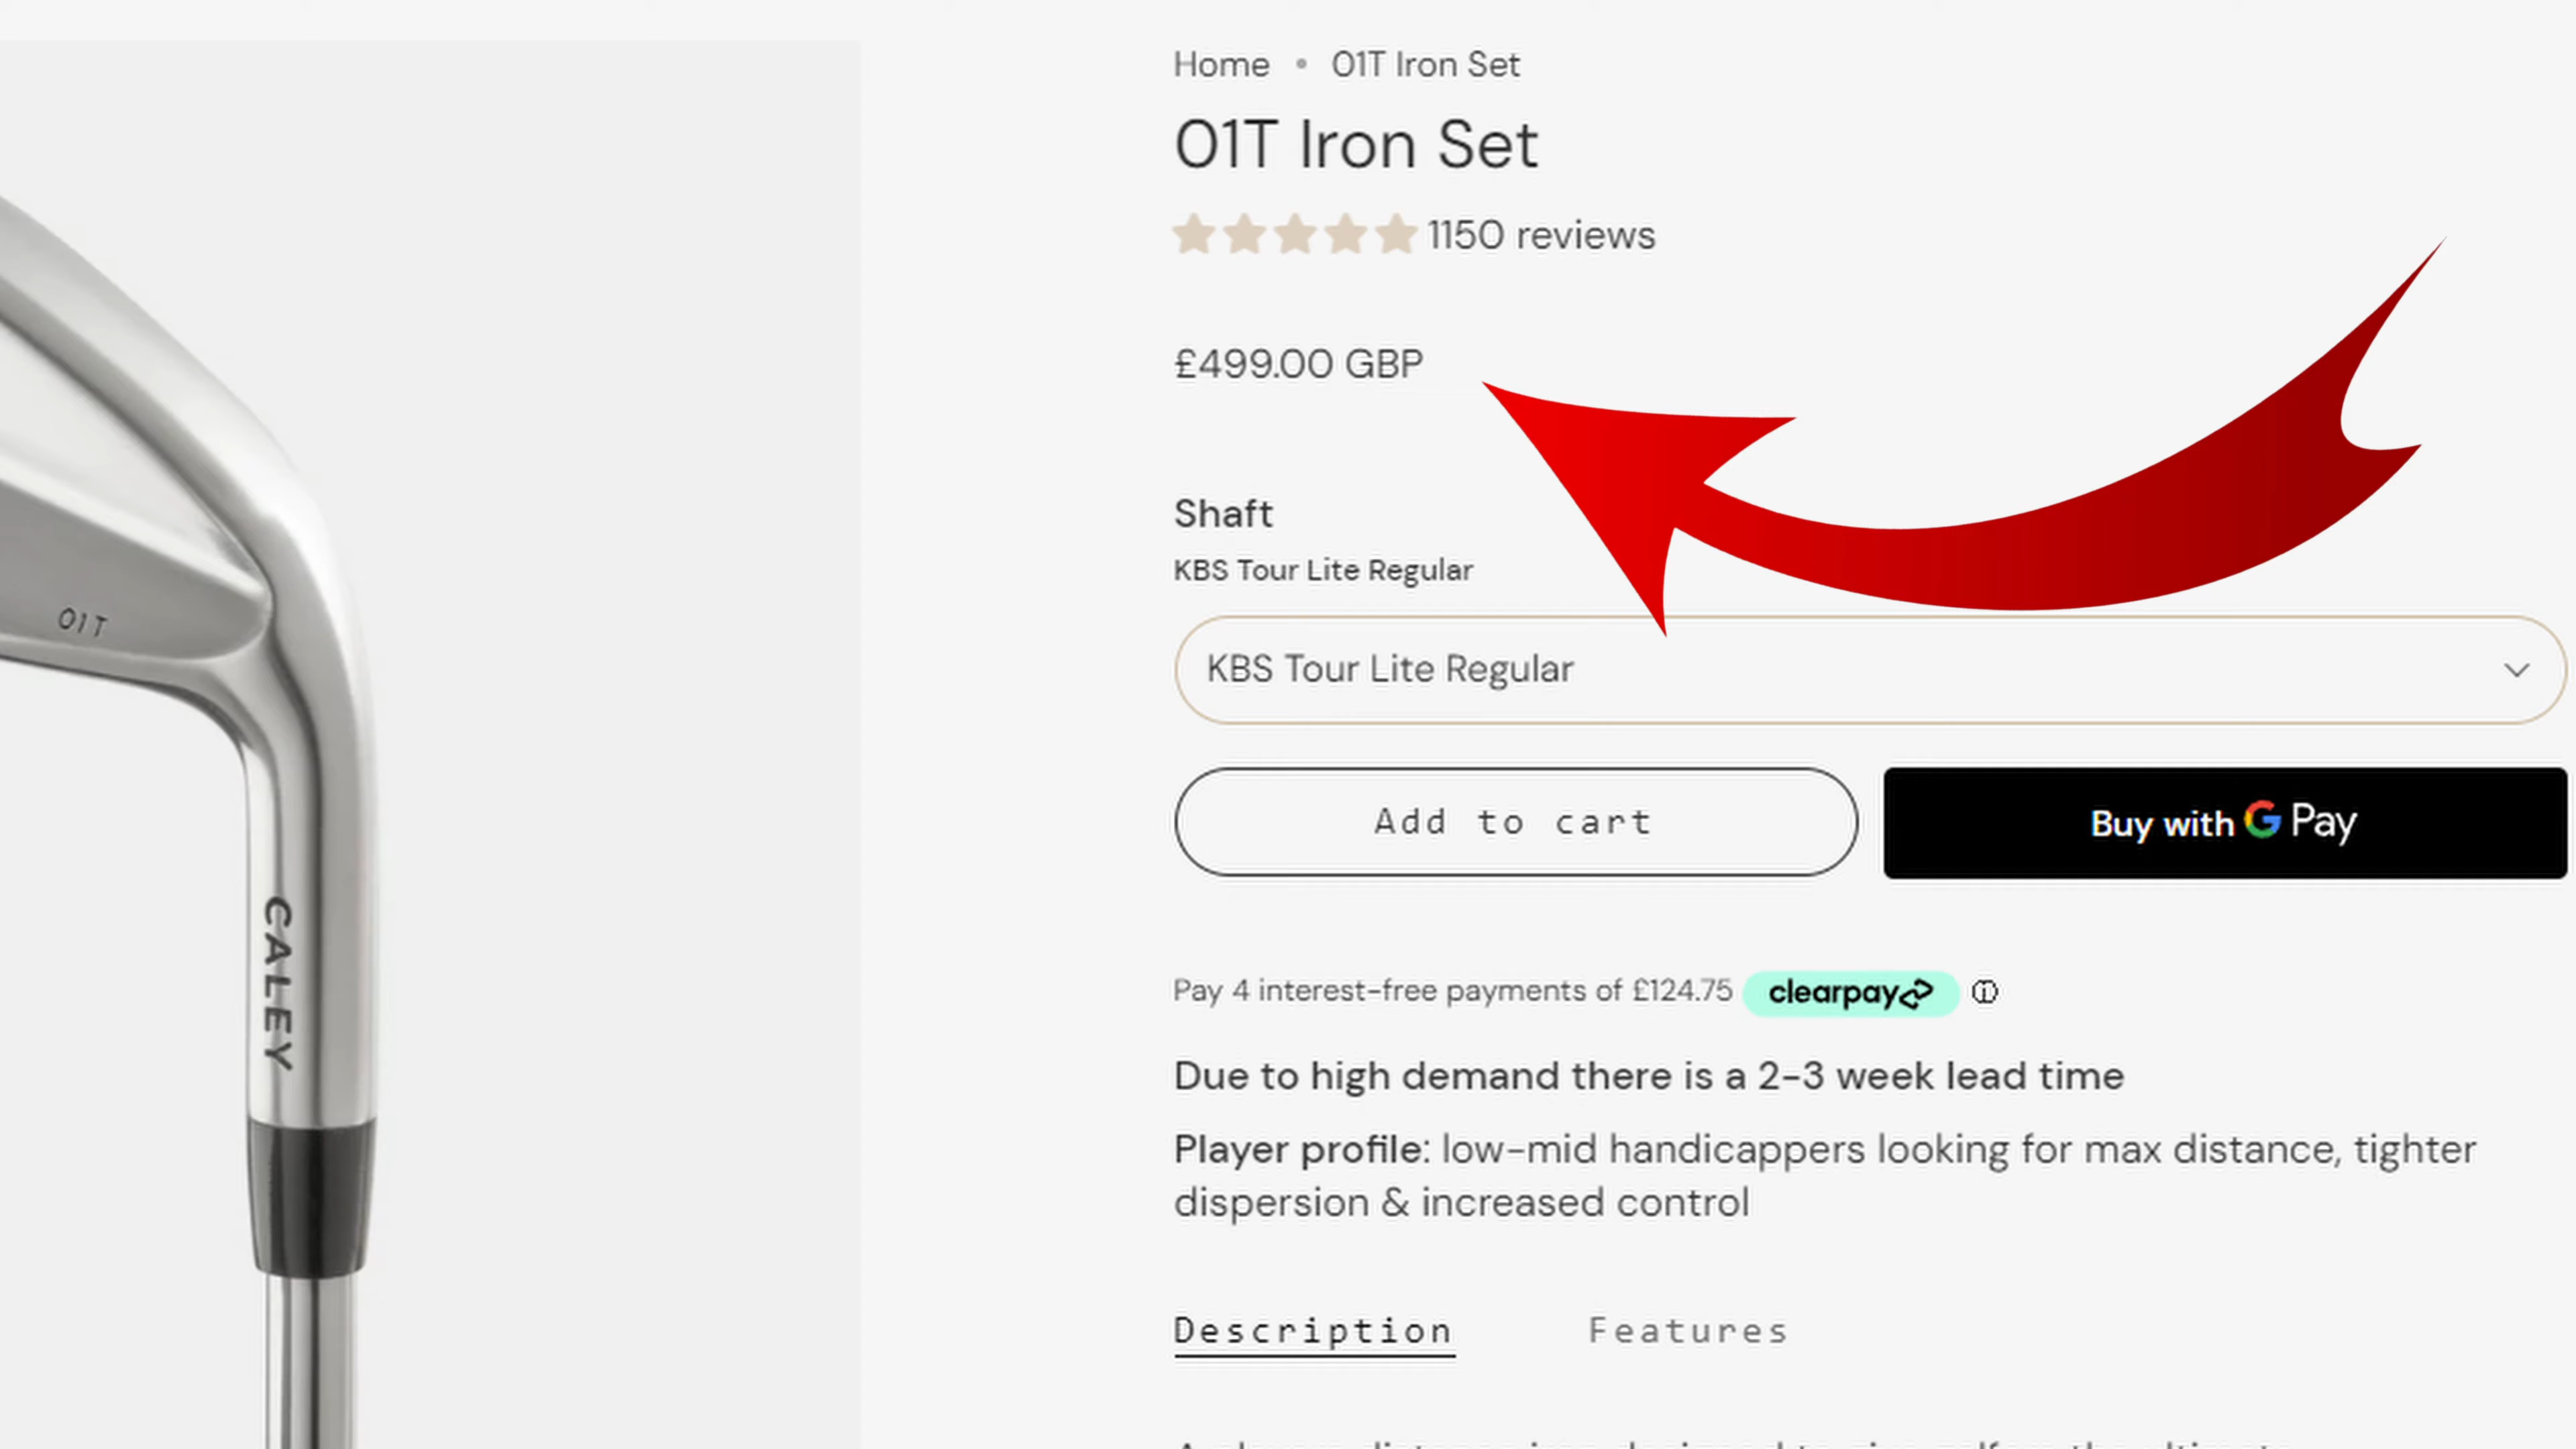 Home • 01T Iron Set
01T Iron Set
1150 reviews
£499.00 GBP
Shaft
KBS Tour Lite Regular
KBS Tour Lite Regular
Add to cart
Buy with G Pay
Pay 4 interest-free payments of £124.75 clearpay
Due to high demand there is a 2-3 week lead time
Player profile: low-mid handicappers looking for max distance, tighter
dispersion & increased control
Description Features
01T
CALEY